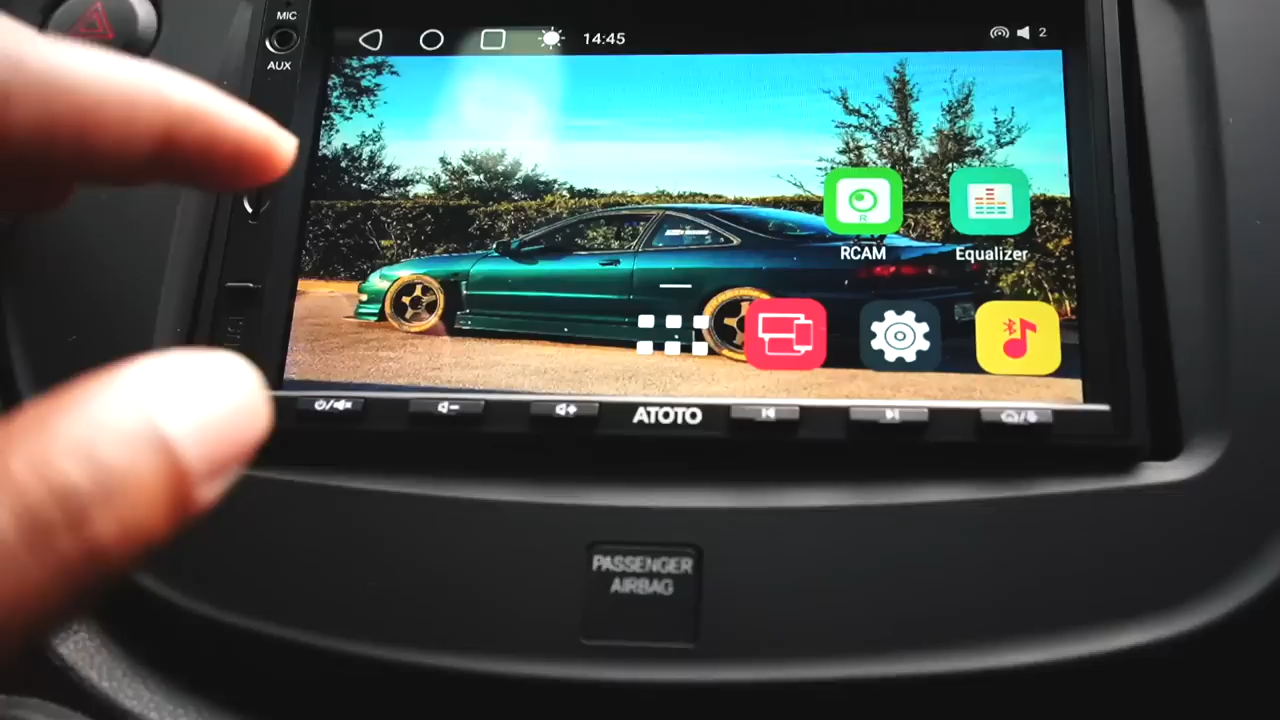 MIC
AUX
14:45
2
R
RCAM
Equalizer
ATOTO
PASSENGER
AIRBAG